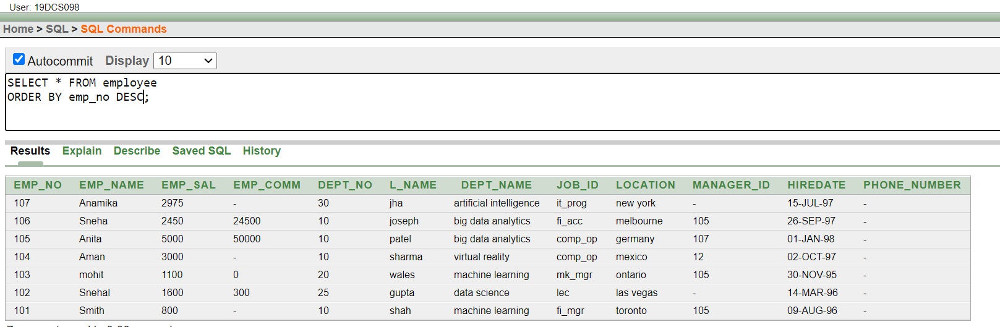 User: 19DCS098
Home > SQL > SQL Commands
Autocommit Display 10
SELECT * FROM employee
ORDER BY emp_no DESC;
Results Explain Describe Saved SQL History
EMP_NO EMP_NAME EMP_SAL EMP_COMM DEPT_NO L_NAME DEPT_NAME JOB_ID LOCATION MANAGER_ID HIREDATE PHONE_NUMBER
107 Anamika 2975 - 30 jha artificial intelligence it_prog new york - 15-JUL-97 -
106 Sneha 2450 24500 10 joseph big data analytics fi_acc melbourne 105 26-SEP-97 -
105 Anita 5000 50000 10 patel big data analytics comp_op germany 107 01-JAN-98 -
104 Aman 3000 - 10 sharma virtual reality comp_op mexico 12 02-OCT-97 -
103 mohit 1100 0 20 wales machine learning mk_mgr ontario 105 30-NOV-95 -
102 Snehal 1600 300 25 gupta data science lec las vegas - 14-MAR-96 -
101 Smith 800 - 10 shah machine learning fi_mgr toronto 105 09-AUG-96 -